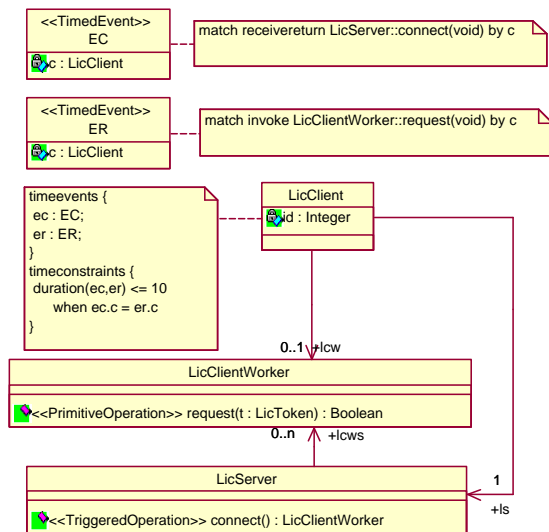 <<TimedEvent>>
EC
c : LicClient
match receivereturn LicServer::connect(void) by c
<<TimedEvent>>
ER
c : LicClient
match invoke LicClientWorker::request(void) by c
timeevents {
ec : EC;
er : ER;
}
timeconstraints {
duration(ec,er) <= 10
when ec.c = er.c
}
LicClient
id : Integer
0..1 +lcw
LicClientWorker
<<PrimitiveOperation>> request(t : LicToken) : Boolean
0..n +lcws
LicServer
<<TriggeredOperation>> connect() : LicClientWorker
1
+ls